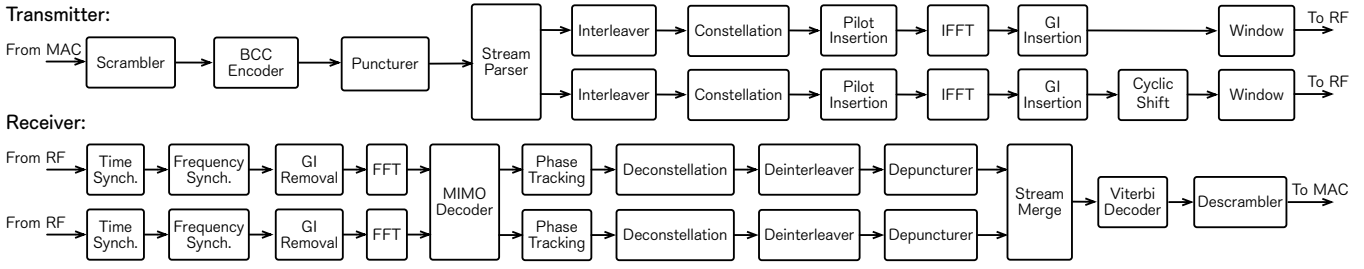 Transmitter:
From MAC
Scrambler
BCC
Encoder
Puncturer
Stream
Parser
Interleaver
Constellation
Pilot
Insertion
IFFT
GI
Insertion
Window
To RF
Interleaver
Constellation
Pilot
Insertion
IFFT
GI
Insertion
Cyclic
Shift
Window
To RF
Receiver:
From RF
Time
Synch.
Frequency
Synch.
GI
Removal
FFT
MIMO
Decoder
Phase
Tracking
Deconstellation
Deinterleaver
Depuncturer
Stream
Merge
Viterbi
Decoder
Descrambler
To MAC
From RF
Time
Synch.
Frequency
Synch.
GI
Removal
FFT
Phase
Tracking
Deconstellation
Deinterleaver
Depuncturer